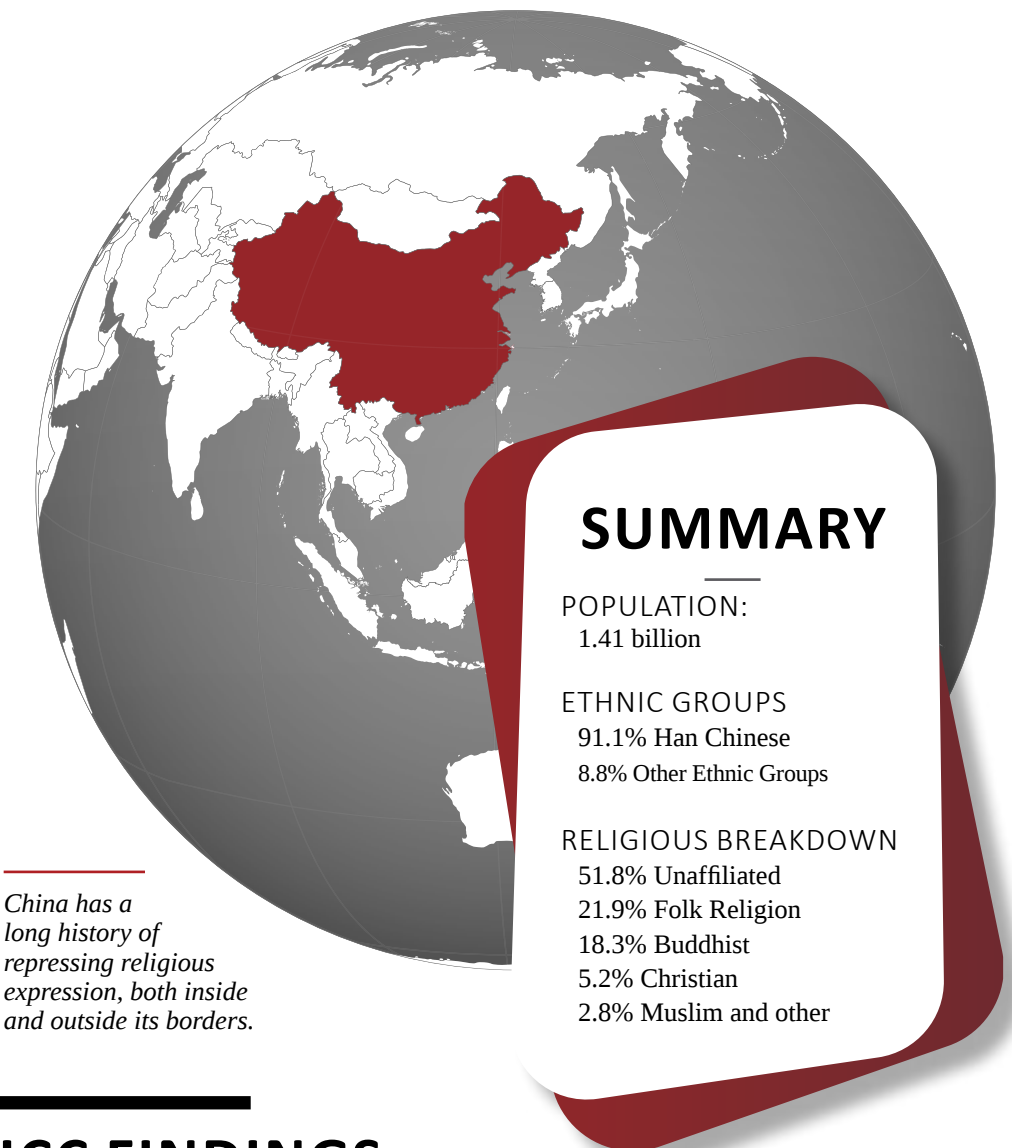 SUMMARY
POPULATION:
1.41 billion
ETHNIC GROUPS
91.1% Han Chinese
8.8% Other Ethnic Groups
RELIGIOUS BREAKDOWN
51.8% Unaffiliated
21.9% Folk Religion
18.3% Buddhist
5.2% Christian
2.8% Muslim and other
China has a
long history of
repressing religious
expression, both inside
and outside its borders.
FINDINGS